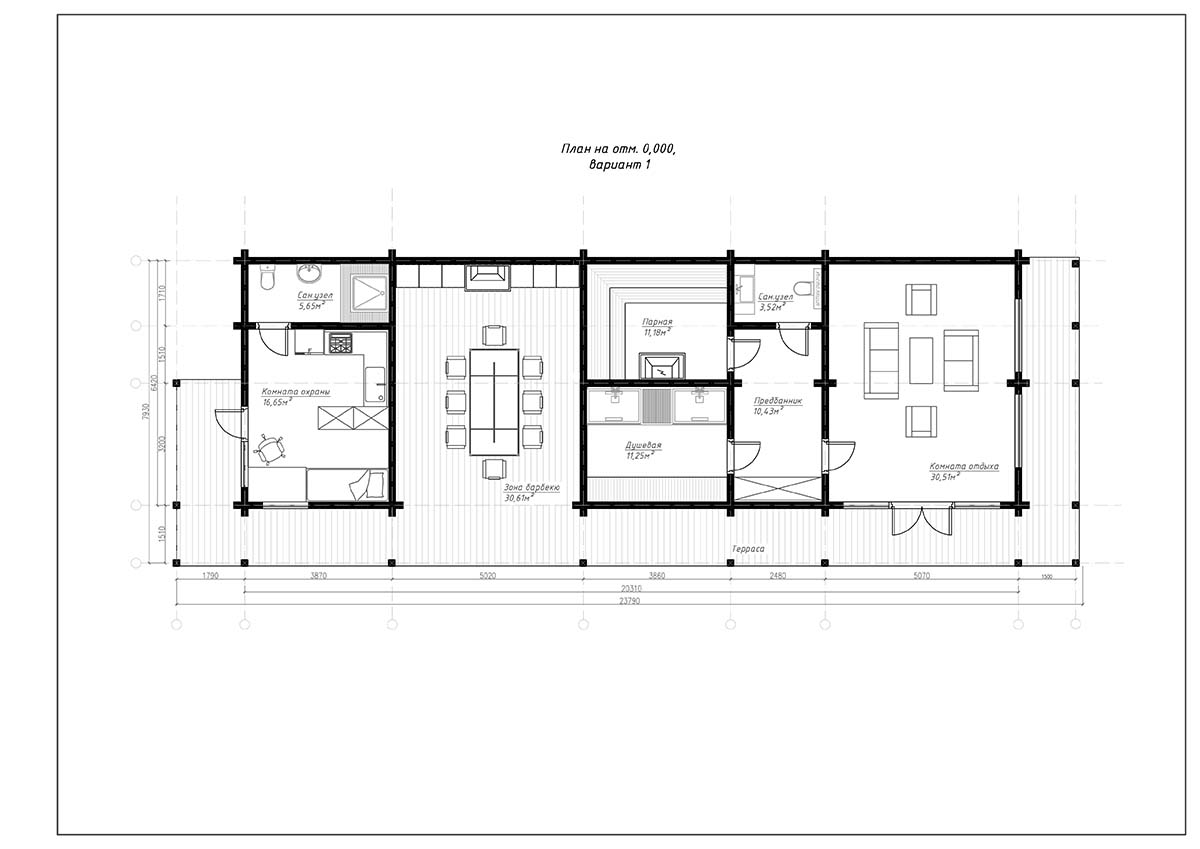 План на отм. 0,000,
вариант 1
Сан.узел
5,65м²
Сан.узел
3,52м²
Парная
11,18м²
Комната охраны
16,65м²
Предбанник
10,43м²
Душевая
11,25м²
Комната отдыха
30,51м²
Зона барбекю
30,61м²
Терраса
1710
1510
6420
7930
3200
1510
1790
3870
5020
3860
2480
5070
1500
20310
23790